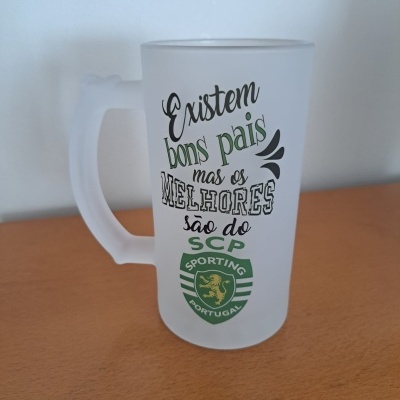 Existem
bons pais
mas os
MELHORES
são do
SCP
SPORTING
PORTUGAL